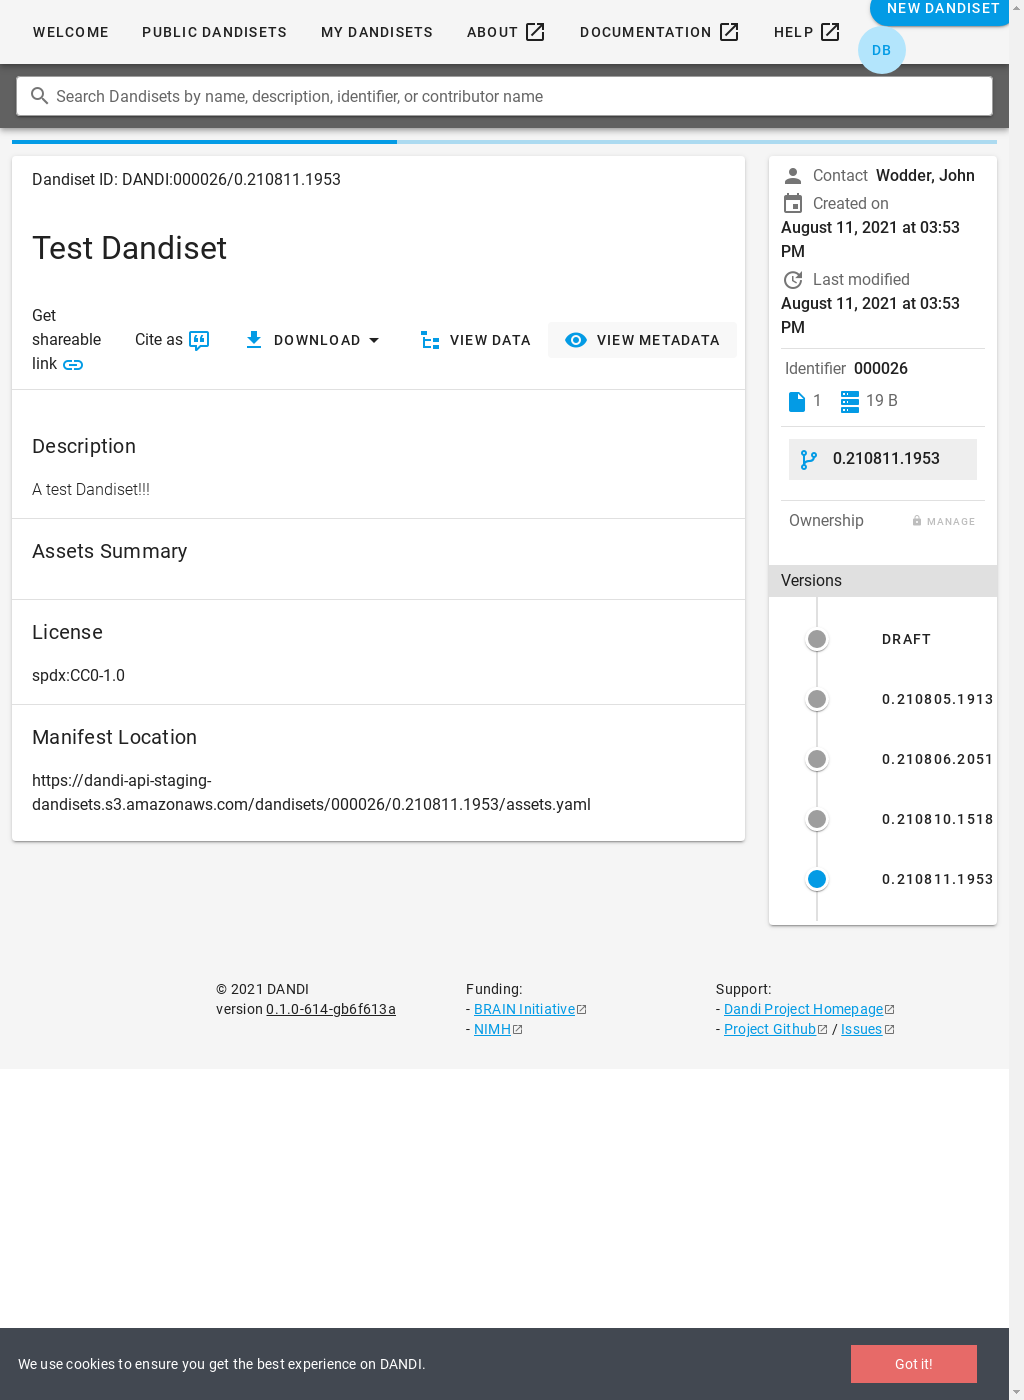 NEW DANDISET
WELCOME PUBLIC DANDISETS MY DANDISETS ABOUT DOCUMENTATION HELP
DB
Search Dandisets by name, description, identifier, or contributor name
Dandiset ID: DANDI:000026/0.210811.1953
Test Dandiset
Get
shareable
link
Cite as
DOWNLOAD
VIEW DATA
VIEW METADATA
Description
A test Dandiset!!!
Assets Summary
License
spdx:CC0-1.0
Manifest Location
https://dandi-api-staging-
dandisets.s3.amazonaws.com/dandisets/000026/0.210811.1953/assets.yaml
Contact Wodder, John
Created on
August 11, 2021 at 03:53
PM
Last modified
August 11, 2021 at 03:53
PM
Identifier 000026
1 19 B
0.210811.1953
Ownership MANAGE
Versions
DRAFT
0.210805.1913
0.210806.2051
0.210810.1518
0.210811.1953
© 2021 DANDI
version 0.1.0-614-gb6f613a
Funding:
- BRAIN Initiative
- NIMH
Support:
- Dandi Project Homepage
- Project Github / Issues
We use cookies to ensure you get the best experience on DANDI.
Got it!